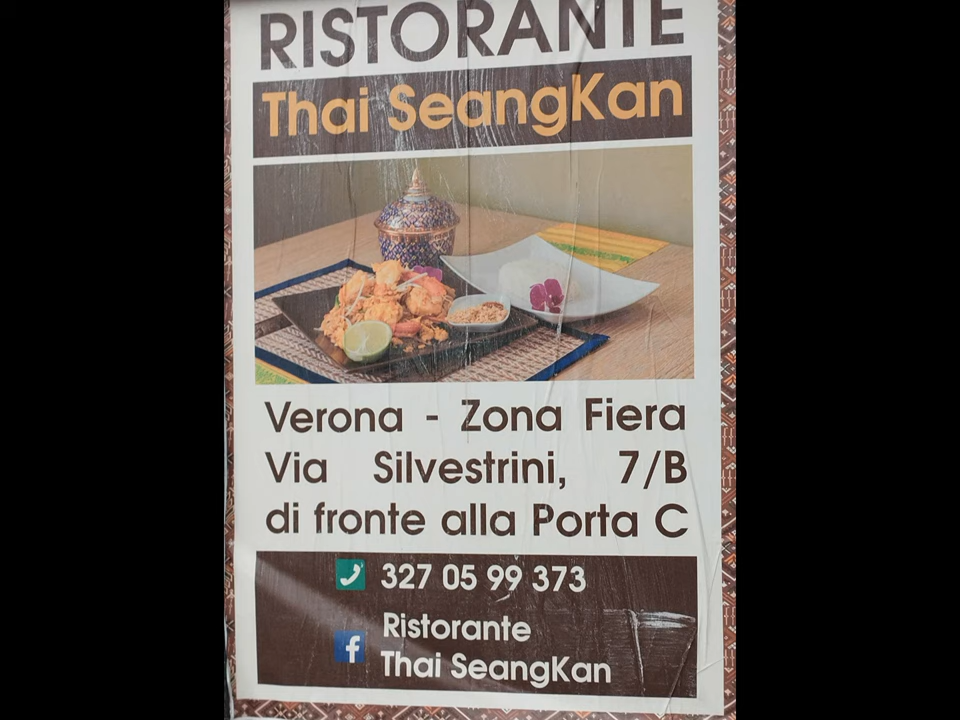 RISTORANTE
Thai SeangKan
Verona - Zona Fiera
Via Silvestrini, 7/B
di fronte alla Porta C
327 05 99 373
Ristorante
Thai SeangKan